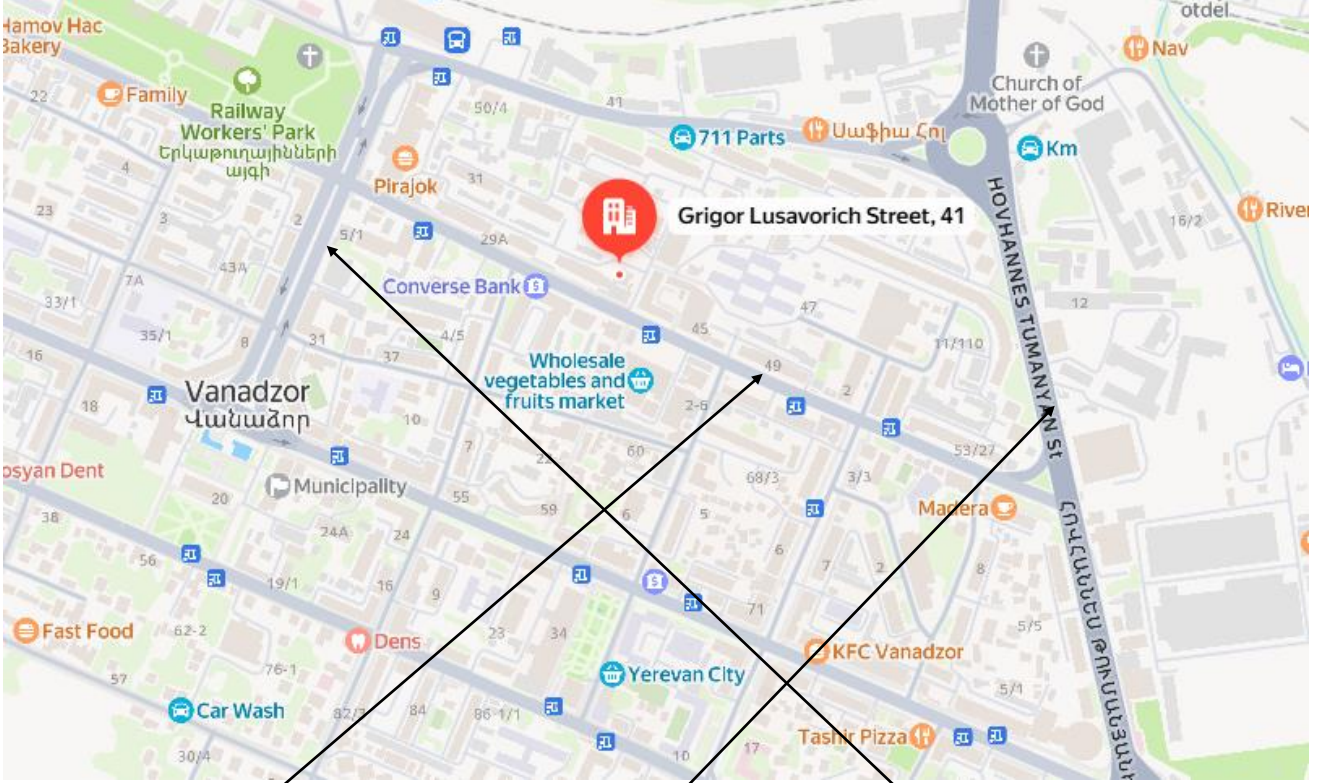 Hamov Hac
Bakery
otdel
Nav
Family
22
50/4
41
Church of
Mother of God
Railway
Workers' Park
Երկաթուղայինների
այգի
711 Parts
Սաֆիա Հոլ
Km
4
Pirajok
31
23
3
2
5/1
29A
Grigor Lusavorich Street, 41
16/2
River
HOVHANNES TUMANYAN St
43A
7A
Converse Bank
33/1
47
12
35/1
8
31
37
4/5
45
11/110
16
Wholesale
vegetables and
fruits market
49
2
Vanadzor
Վանաձոր
18
10
2-6
7
22
60
53/27
osyan Dent
Municipality
20
55
68/3
3/3
Madera
38
59
6
5
24A
24
56
6
7
2
8
19/1
16
9
71
5/5
Fast Food
62-2
Dens
23
34
KFC Vanadzor
57
76-1
Yerevan City
5/1
Car Wash
82/3
84
86-1/1
Tashir Pizza
30/4
10
17